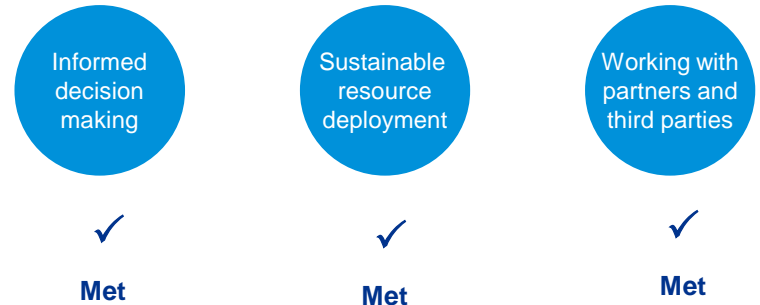 Informed
decision
making
Sustainable
resource
deployment
Working with
partners and
third parties
✓
✓
✓
Met
Met
Met